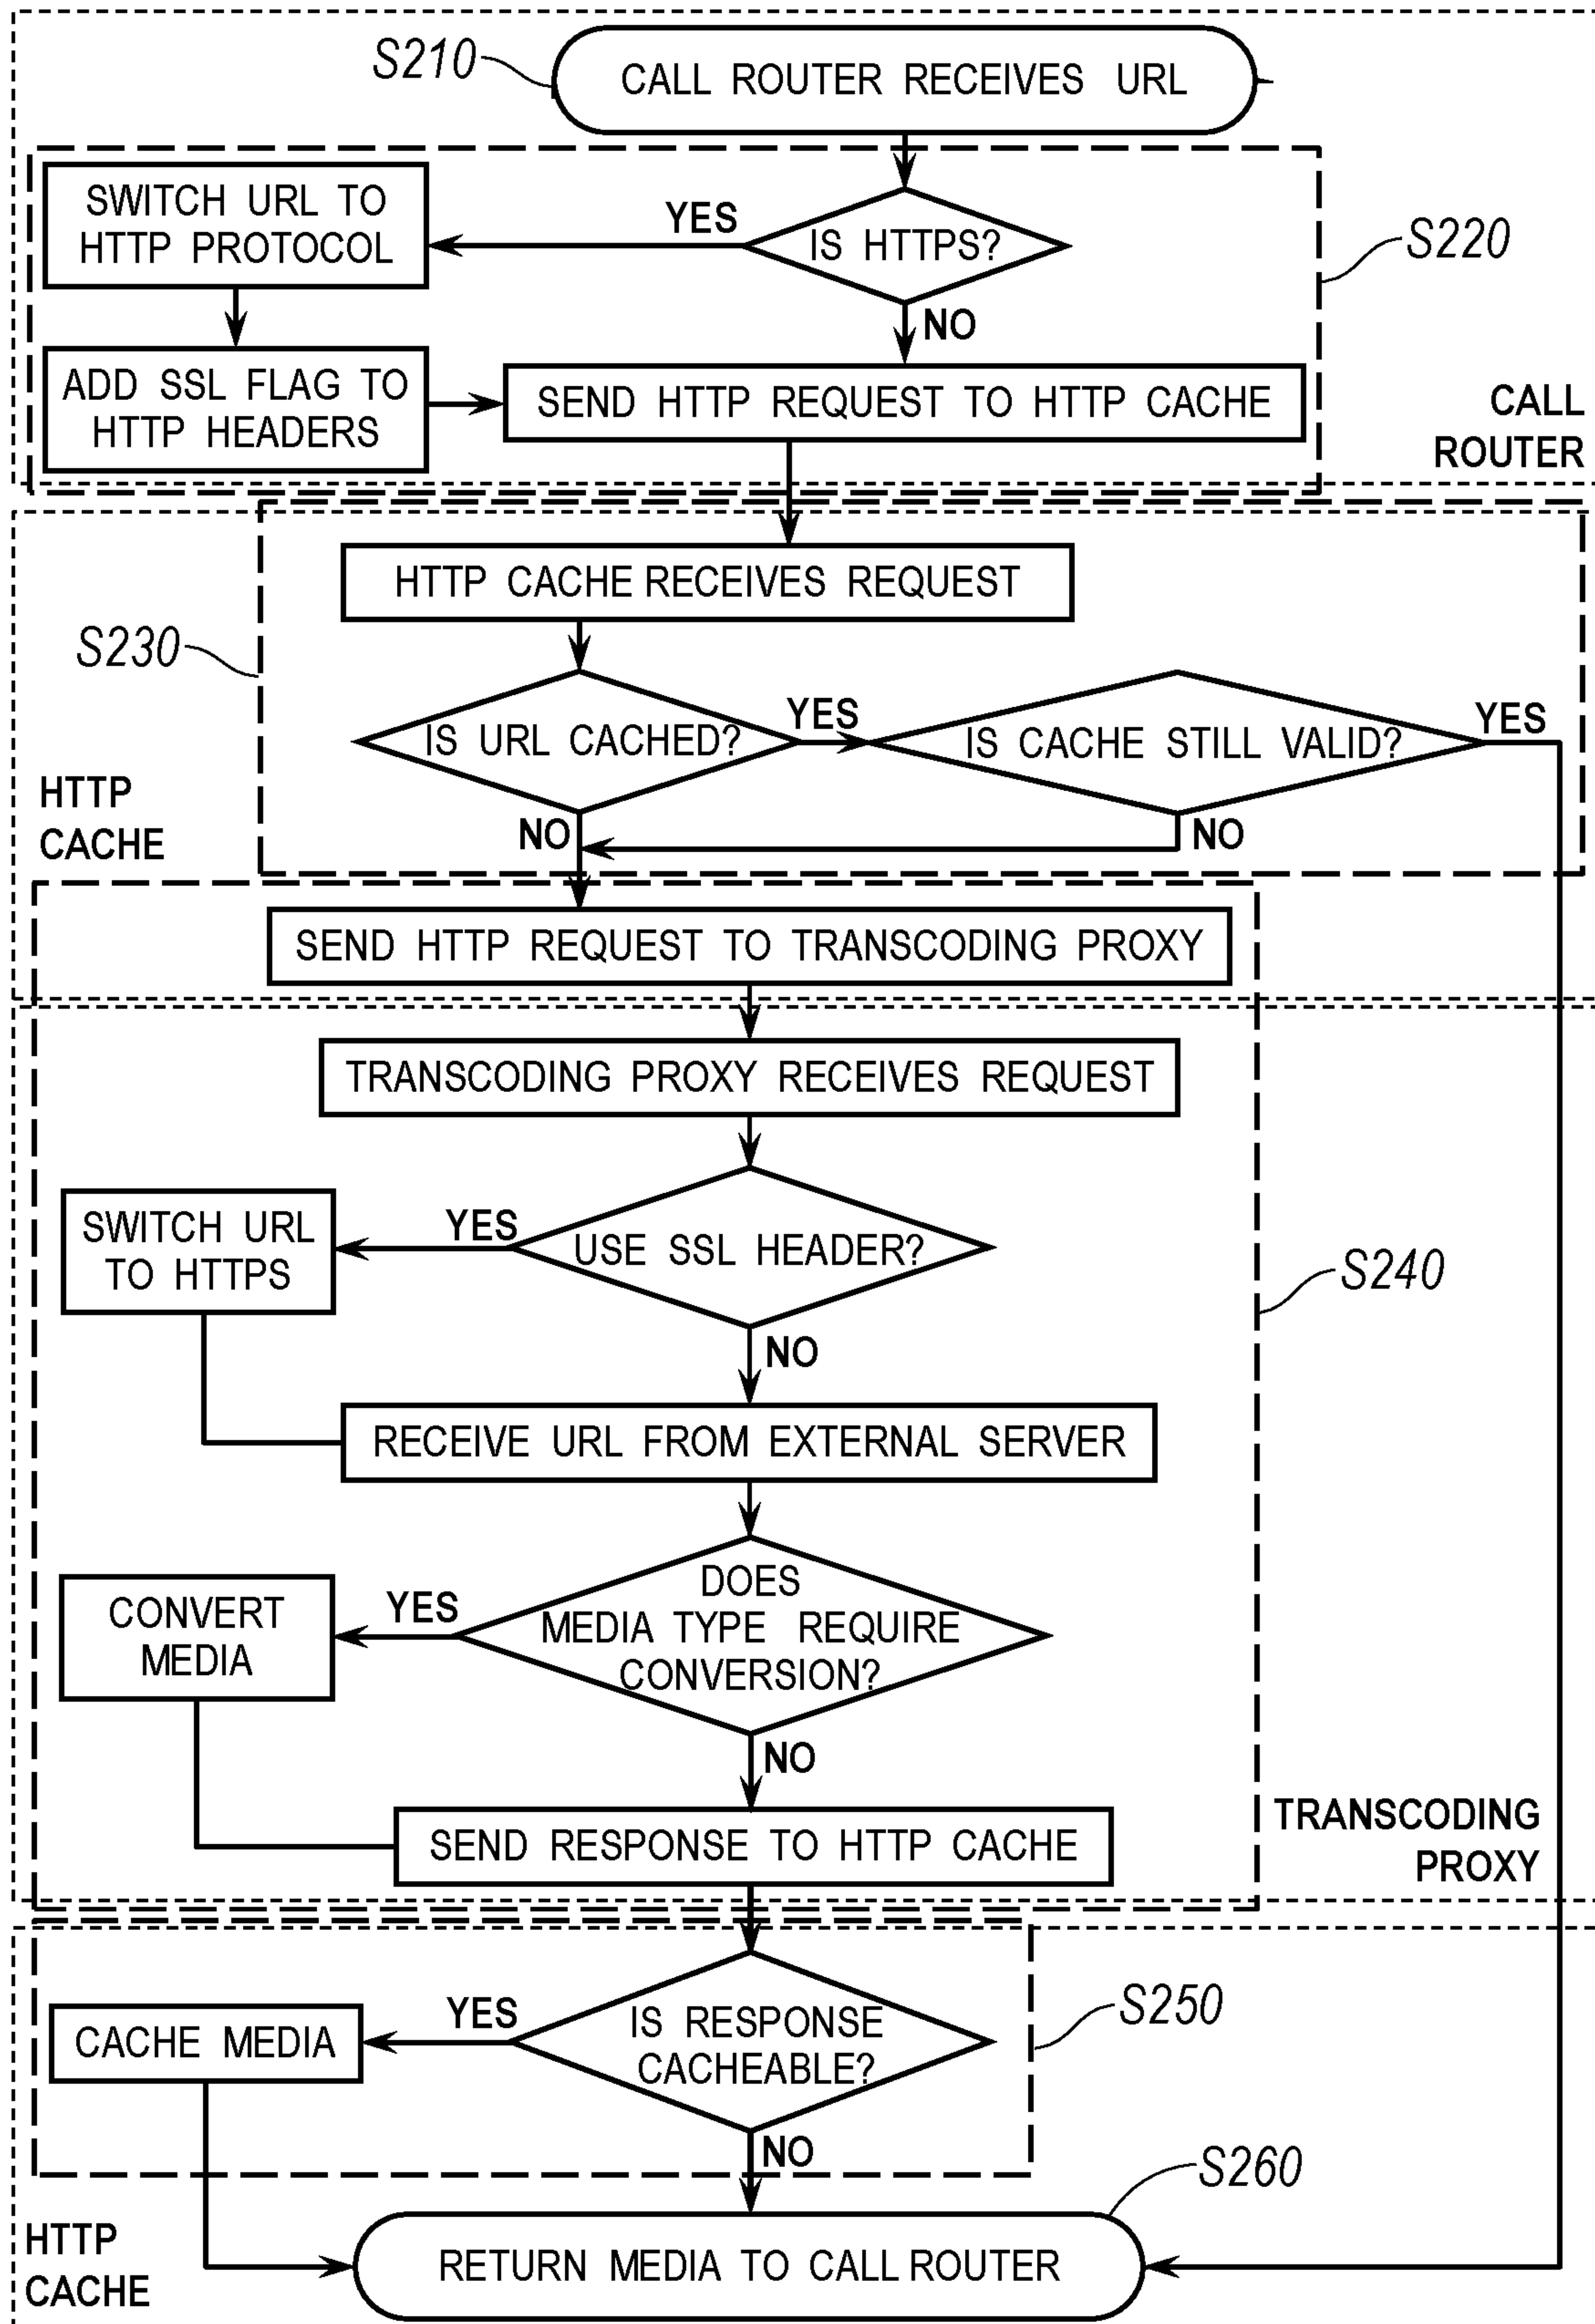 S210
CALL ROUTER RECEIVES URL
SWITCH URL TO
HTTP PROTOCOL
YES
IS HTTPS?
S220
NO
ADD SSL FLAG TO
HTTP HEADERS
SEND HTTP REQUEST TO HTTP CACHE
CALL
ROUTER
HTTP CACHE RECEIVES REQUEST
S230
IS URL CACHED?
YES
IS CACHE STILL VALID?
YES
HTTP
CACHE
NO
NO
SEND HTTP REQUEST TO TRANSCODING PROXY
TRANSCODING PROXY RECEIVES REQUEST
SWITCH URL
TO HTTPS
YES
USE SSL HEADER?
S240
NO
RECEIVE URL FROM EXTERNAL SERVER
CONVERT
MEDIA
YES
DOES
MEDIA TYPE REQUIRE
CONVERSION?
NO
SEND RESPONSE TO HTTP CACHE
TRANSCODING
PROXY
CACHE MEDIA
YES
IS RESPONSE
CACHEABLE?
S250
NO
S260
HTTP
CACHE
RETURN MEDIA TO CALL ROUTER